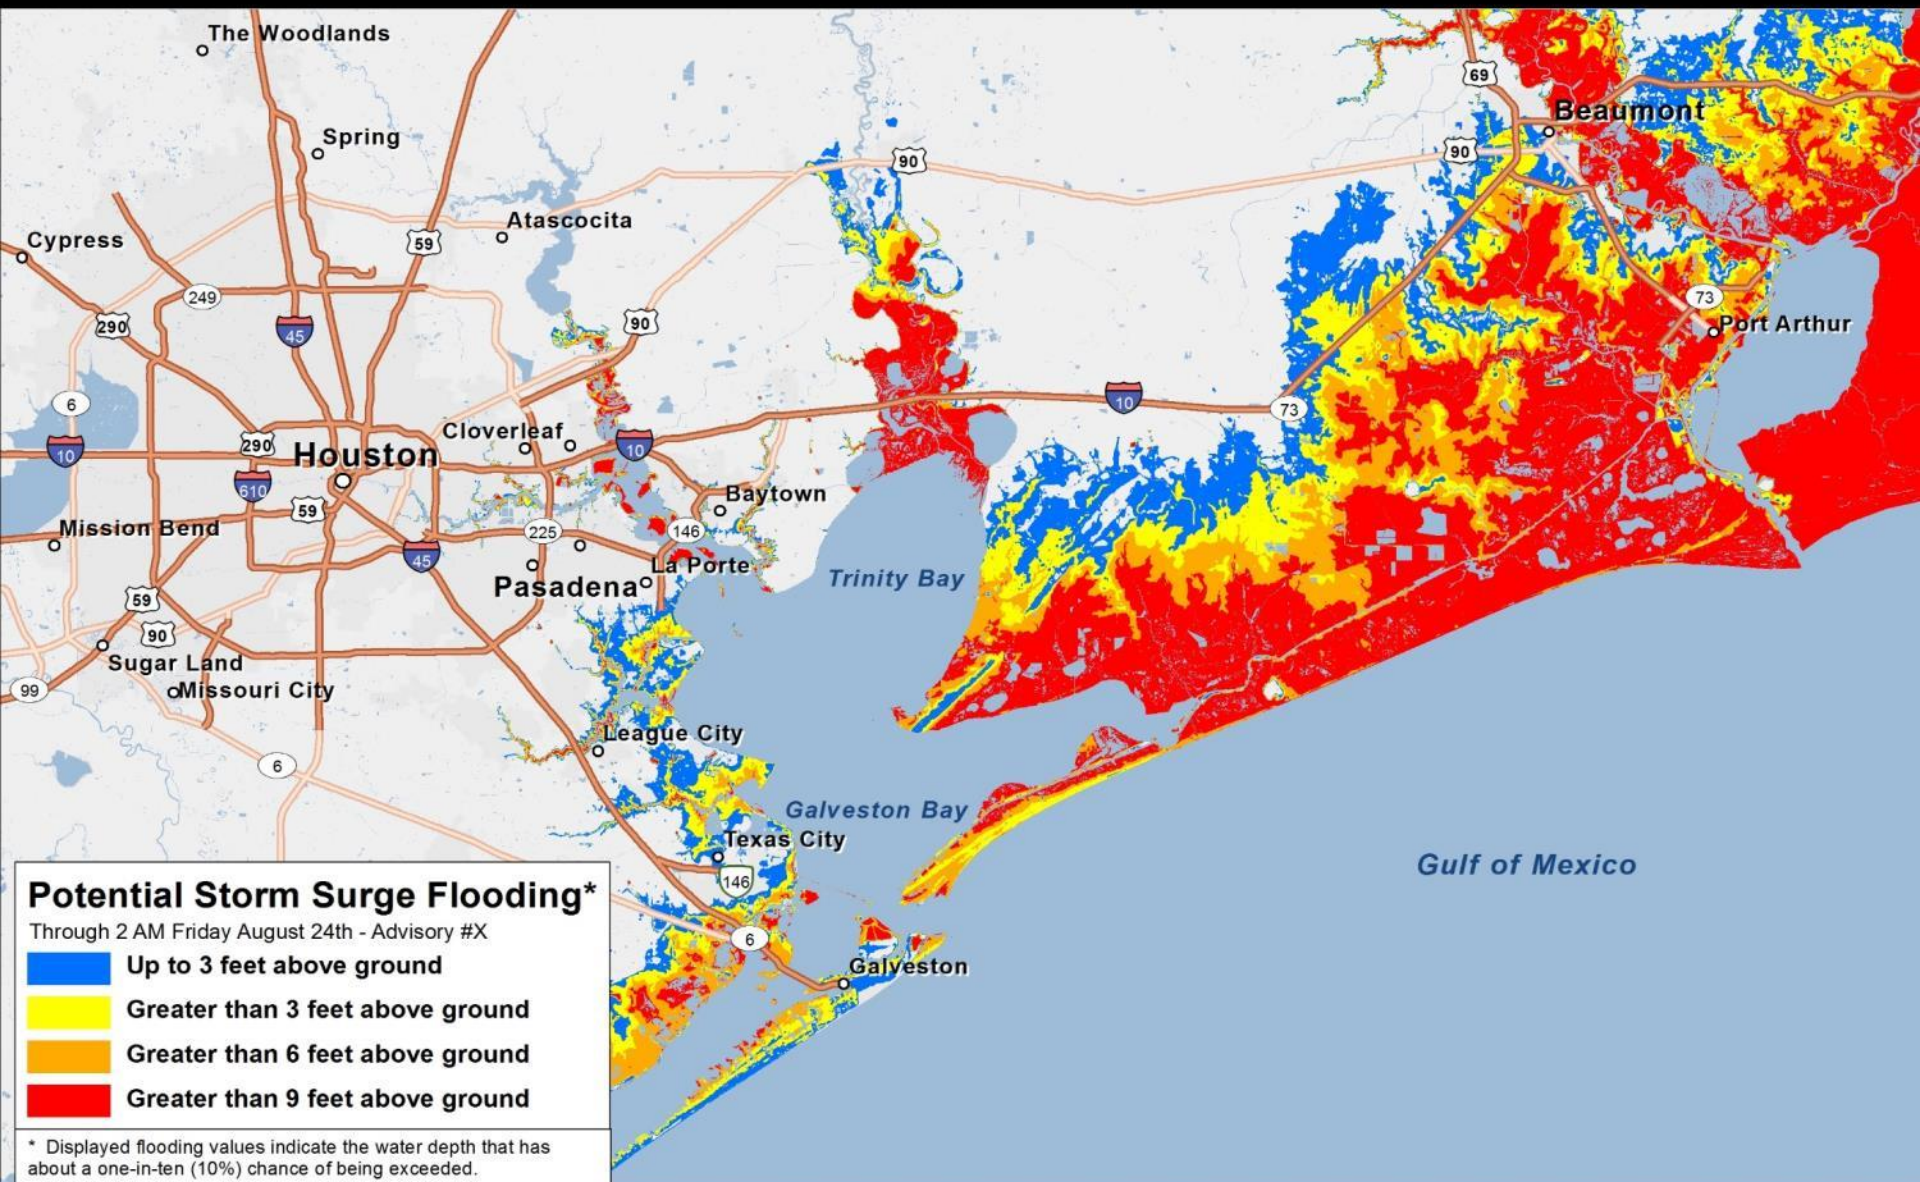 The Woodlands
69
Beaumont
Spring
90
90
Atascocita
Cypress
59
249
73
290
45
90
Port Arthur
6
10
73
Cloverleaf
290
10
10
Houston
610
Baytown
59
Mission Bend
225
146
45
La Porte
Trinity Bay
Pasadena
59
90
Sugar Land
Missouri City
99
League City
6
Galveston Bay
Texas City
Gulf of Mexico
146
6
Galveston
Potential Storm Surge Flooding*
Through 2 AM Friday August 24th - Advisory #X
Up to 3 feet above ground
Greater than 3 feet above ground
Greater than 6 feet above ground
Greater than 9 feet above ground
* Displayed flooding values indicate the water depth that has
about a one-in-ten (10%) chance of being exceeded.